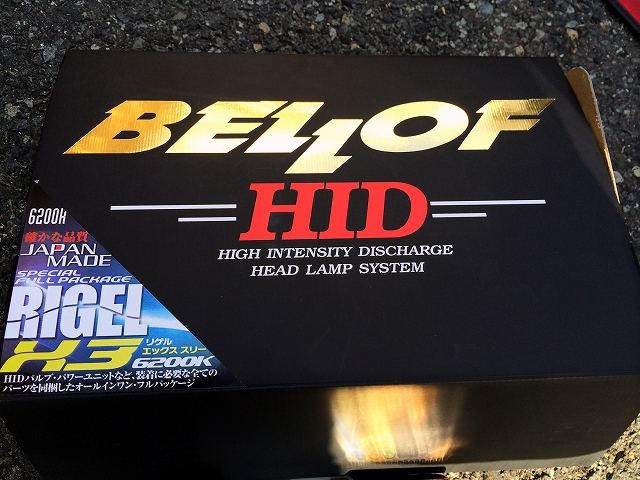 BELLOF
HID
HIGH INTENSITY DISCHARGE
HEAD LAMP SYSTEM
6200K
確かな品質
JAPAN
MADE
SPECIAL
FULL PACKAGE
RIGEL
X3
リゲル
エックス スリー
6200K
HIDバルブ・パワーユニットなど、装着に必要な全ての
パーツを同梱したオールインワン・フルパッケージ